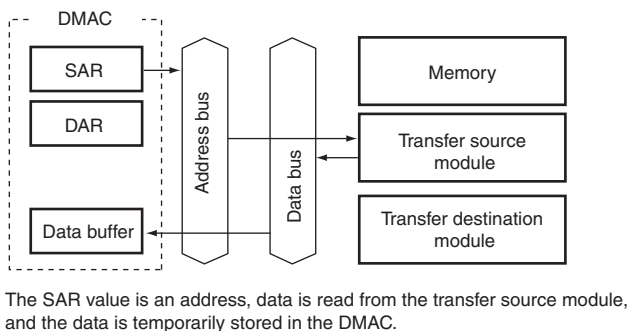 DMAC
SAR
DAR
Data buffer
Address bus
Data bus
Memory
Transfer source
module
Transfer destination
module
The SAR value is an address, data is read from the transfer source module,
and the data is temporarily stored in the DMAC.